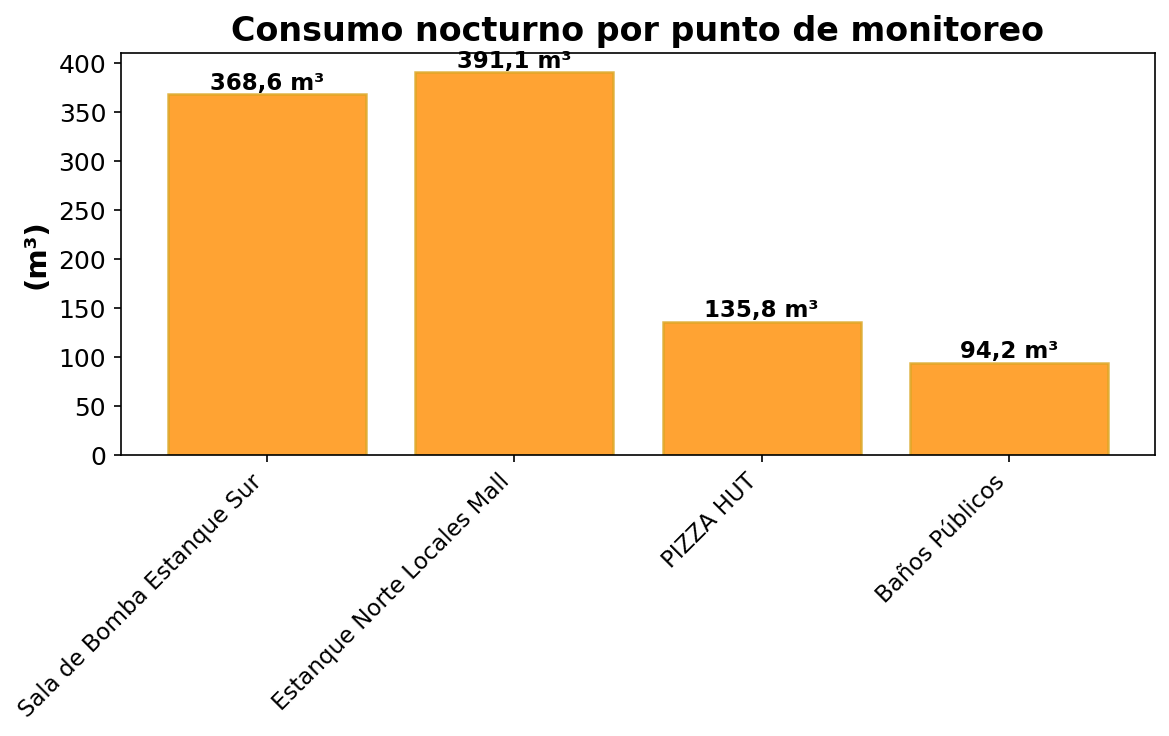 Consumo nocturno por punto de monitoreo
(m³)
400
350
300
250
200
150
100
50
0
368,6 m³
391,1 m³
135,8 m³
94,2 m³
Sala de Bomba Estanque Sur
Estanque Norte Locales Mall
PIZZA HUT
Baños Públicos